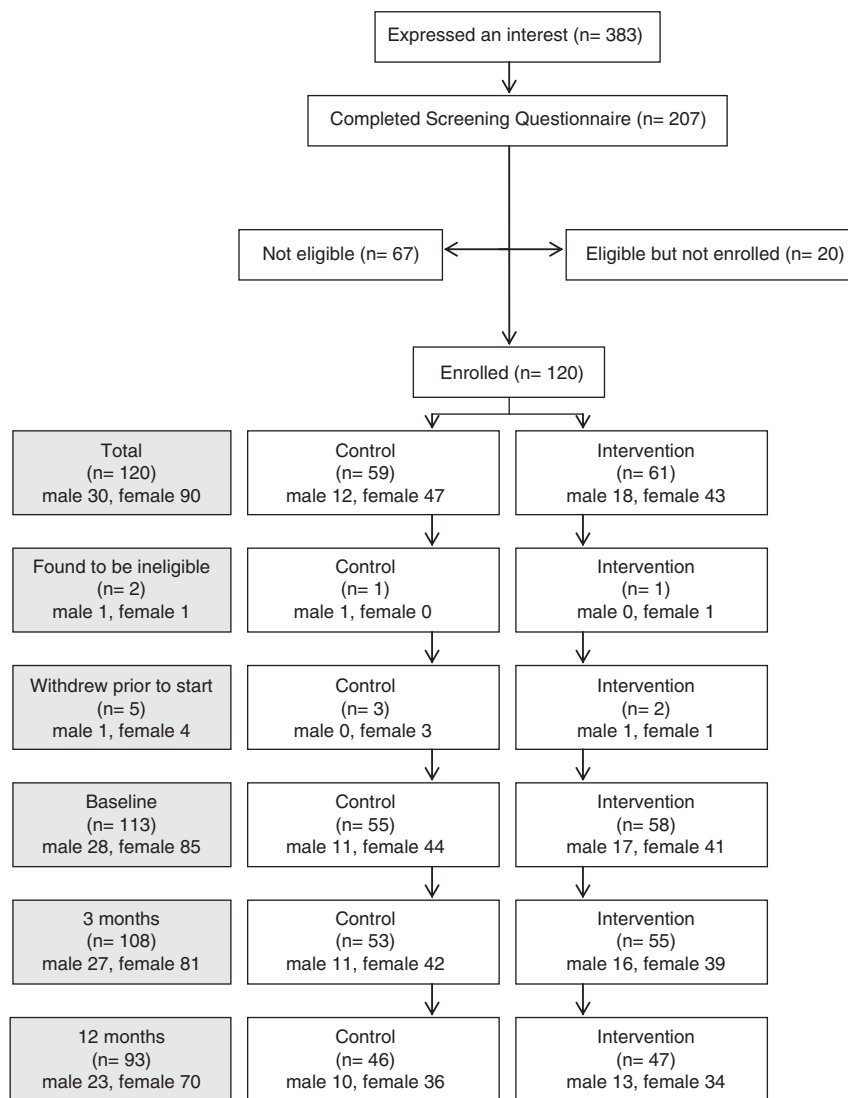 Expressed an interest (n= 383)
Completed Screening Questionnaire (n= 207)
Not eligible (n= 67)
Eligible but not enrolled (n= 20)
Enrolled (n= 120)
Total
(n= 120)
male 30, female 90
Control
(n= 59)
male 12, female 47
Intervention
(n= 61)
male 18, female 43
Found to be ineligible
(n= 2)
male 1, female 1
Control
(n= 1)
male 1, female 0
Intervention
(n= 1)
male 0, female 1
Withdrew prior to start
(n= 5)
male 1, female 4
Control
(n= 3)
male 0, female 3
Intervention
(n= 2)
male 1, female 1
Baseline
(n= 113)
male 28, female 85
Control
(n= 55)
male 11, female 44
Intervention
(n= 58)
male 17, female 41
3 months
(n= 108)
male 27, female 81
Control
(n= 53)
male 11, female 42
Intervention
(n= 55)
male 16, female 39
12 months
(n= 93)
male 23, female 70
Control
(n= 46)
male 10, female 36
Intervention
(n= 47)
male 13, female 34